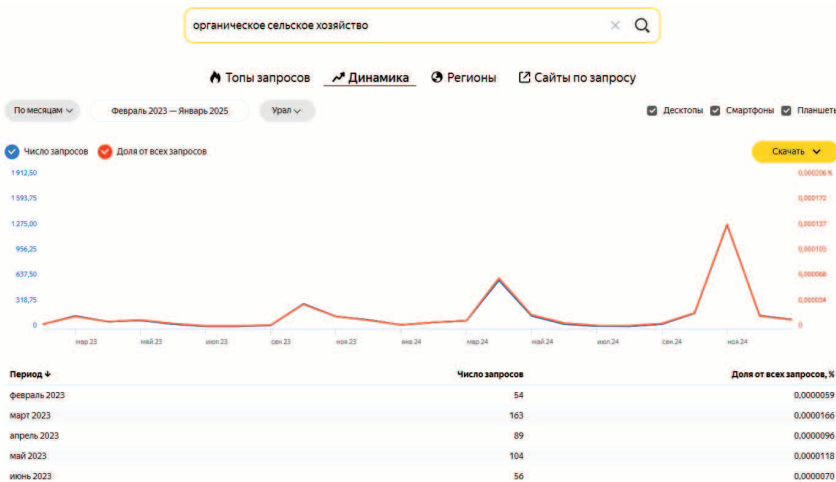 органическое сельское хозяйство
Топы запросов Динамика Регионы Сайты по запросу
По месяцам Февраль 2023 — Январь 2025 Урал Десктопы Смартфоны Планшеты
Число запросов Доля от всех запросов Скачать
1 912,50 0,000206 %
1 593,75 0,000172
1 275,00 0,000137
956,25 0,000103
637,50 0,000068
318,75 0,000034
0 0
мар 23 май 23 июл 23 сен 23 ноя 23 янв 24 мар 24 май 24 июл 24 сен 24 ноя 24
Период Число запросов Доля от всех запросов, %
февраль 2023 54 0,0000059
март 2023 163 0,0000166
апрель 2023 89 0,0000096
май 2023 104 0,0000118
июнь 2023 56 0,0000070